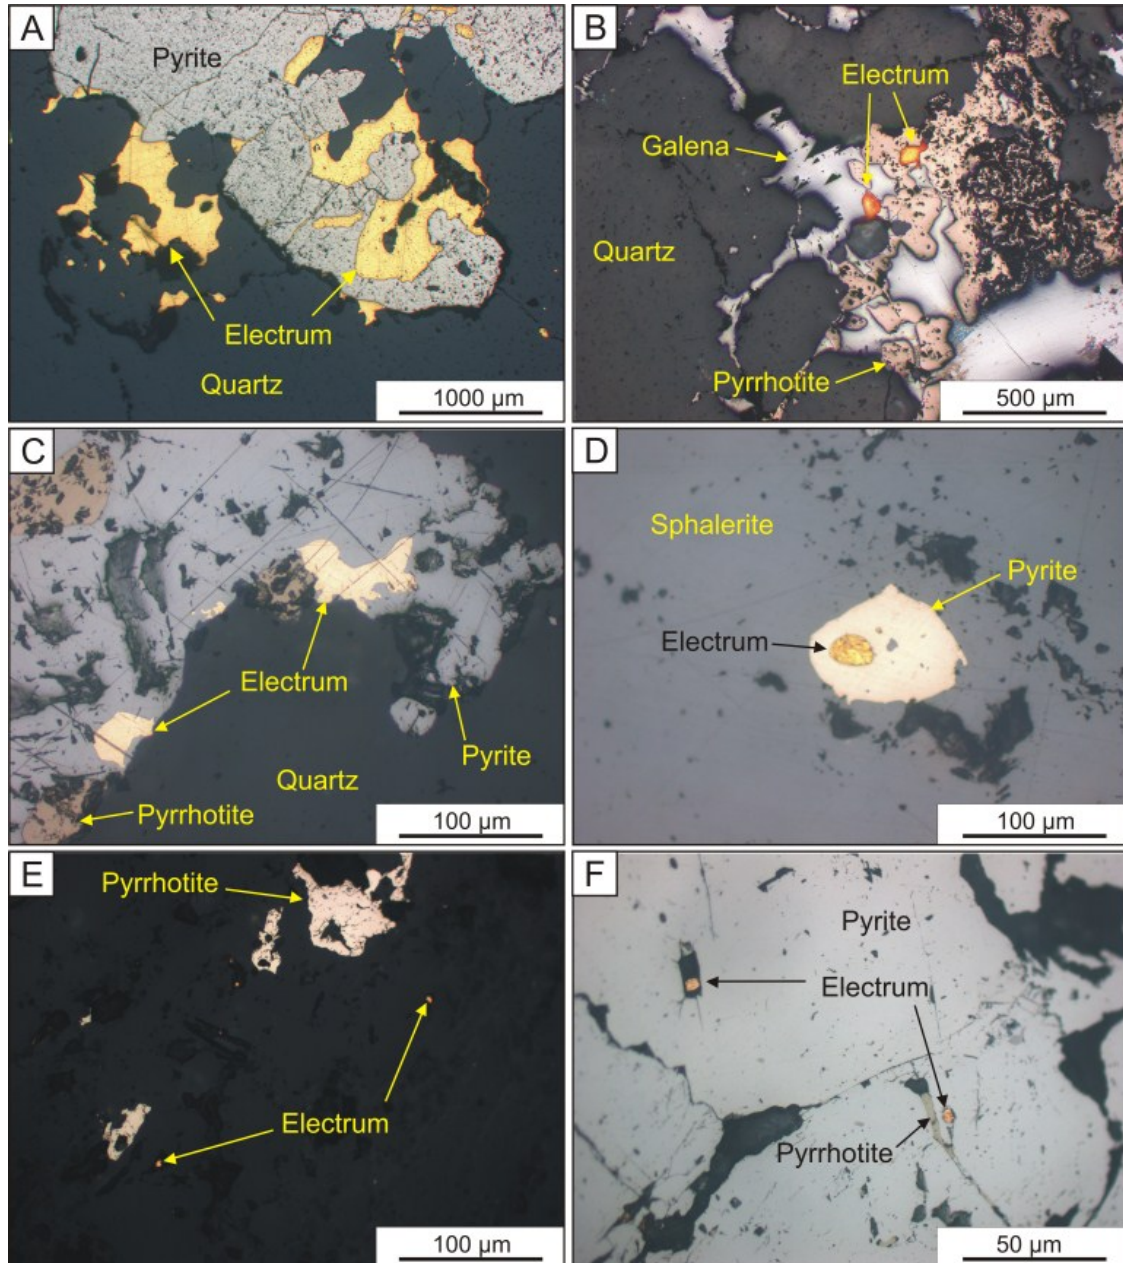 A
Pyrite
Electrum
Quartz
1000 µm
B
Electrum
Galena
Quartz
Pyrrhotite
500 µm
C
Electrum
Pyrite
Quartz
Pyrrhotite
100 µm
D
Sphalerite
Pyrite
Electrum
100 µm
E
Pyrrhotite
Electrum
100 µm
F
Pyrite
Electrum
Pyrrhotite
50 µm